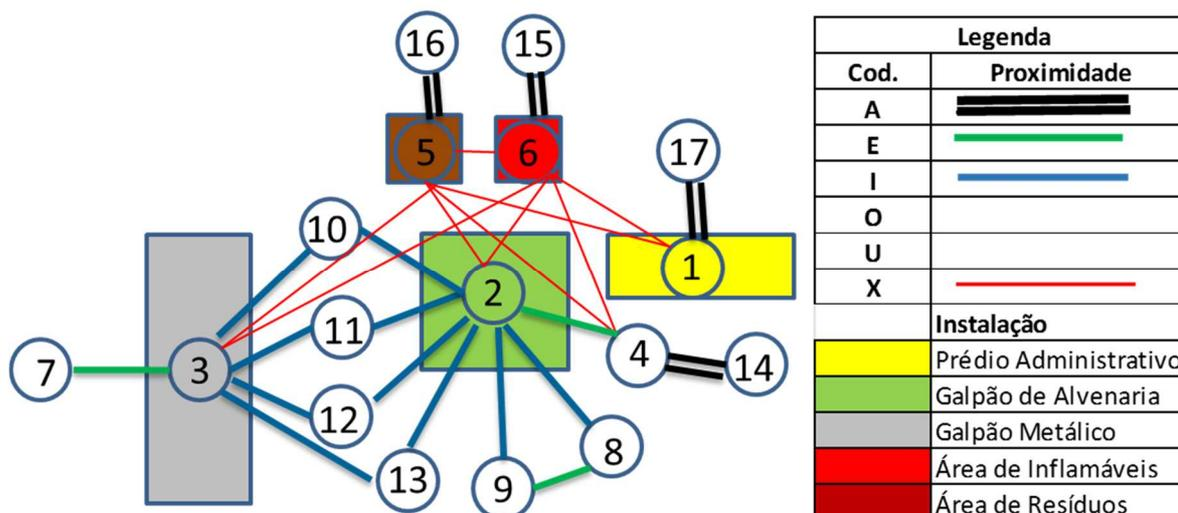 16
15
5
6
17
10
2
1
11
4
14
7
3
12
8
13
9
Legenda
Cod. Proximidade
A
E
I
O
U
X
Instalação
Prédio Administrativo
Galpão de Alvenaria
Galpão Metálico
Área de Inflamáveis
Área de Resíduos